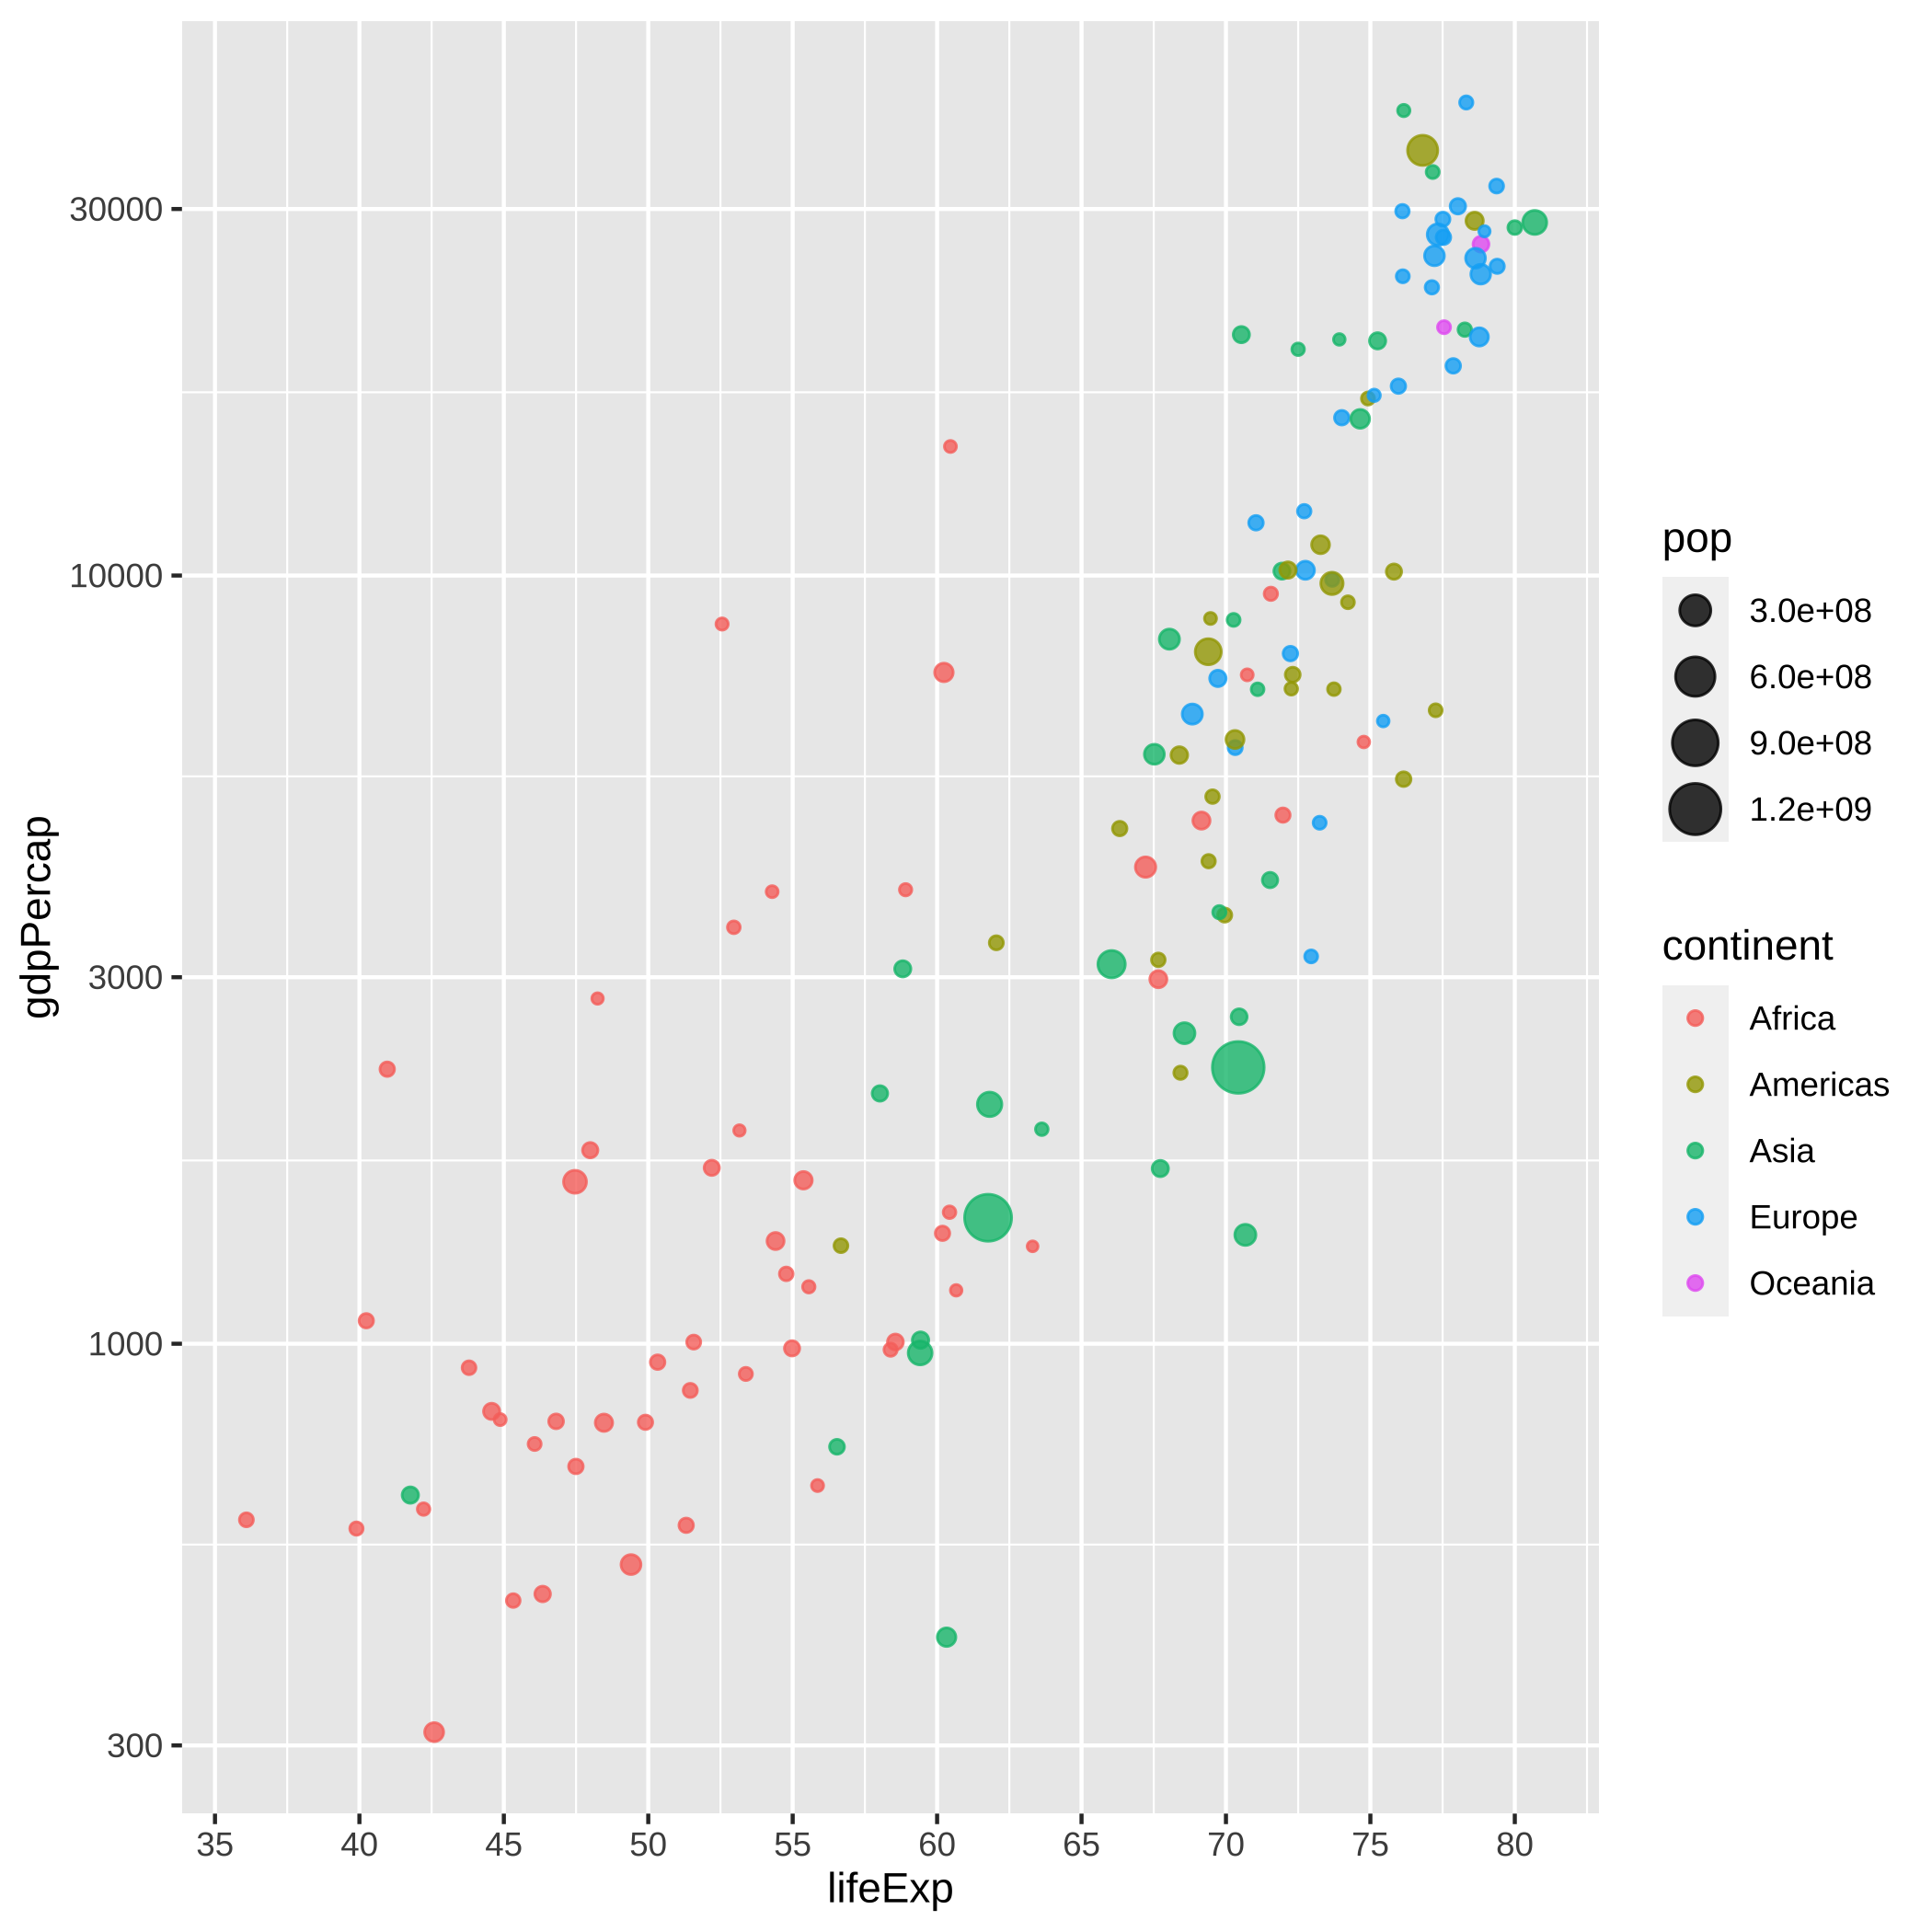 30000
10000
3000
1000
300
gdpPercap
35 40 45 50 55 60 65 70 75 80
lifeExp
pop
3.0e+08
6.0e+08
9.0e+08
1.2e+09
continent
Africa
Americas
Asia
Europe
Oceania